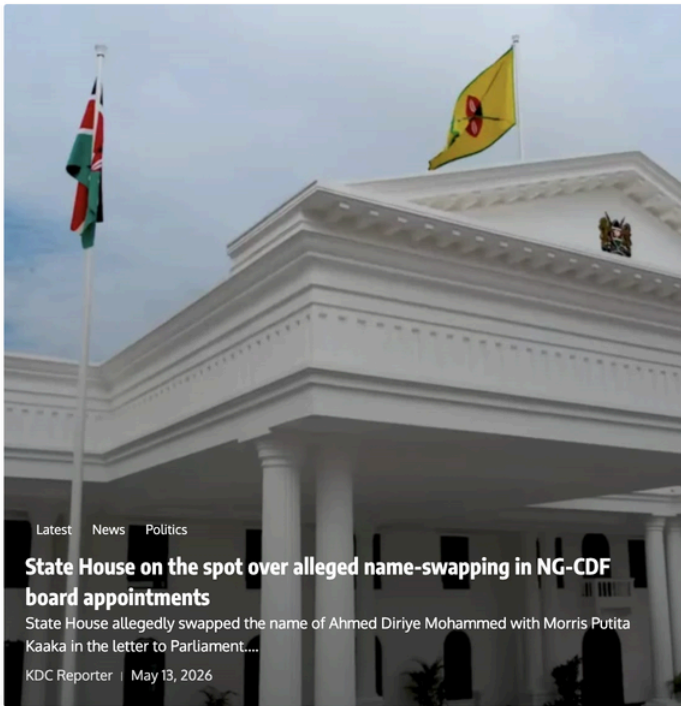 Latest News Politics
State House on the spot over alleged name-swapping in NG-CDF
board appointments
State House allegedly swapped the name of Ahmed Diriye Mohammed with Morris Putita
Kaaka in the letter to Parliament....
KDC Reporter | May 13, 2026